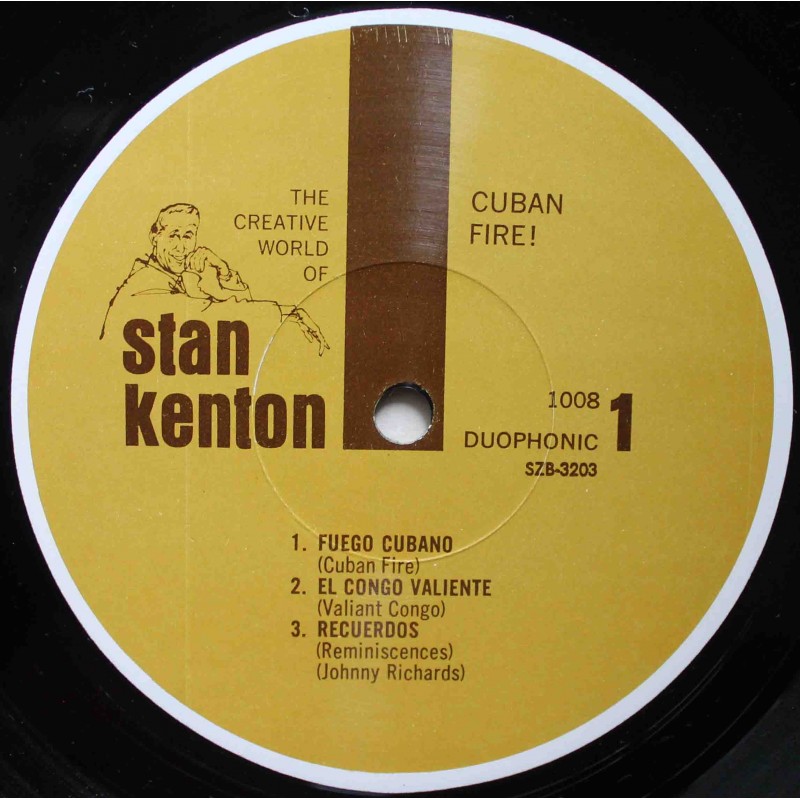 THE
CREATIVE
WORLD
OF
stan
kenton
CUBAN
FIRE!
1008 1
DUOPHONIC
SZB-3203
1. FUEGO CUBANO
(Cuban Fire)
2. EL CONGO VALIENTE
(Valiant Congo)
3. RECUERDOS
(Reminiscences)
(Johnny Richards)